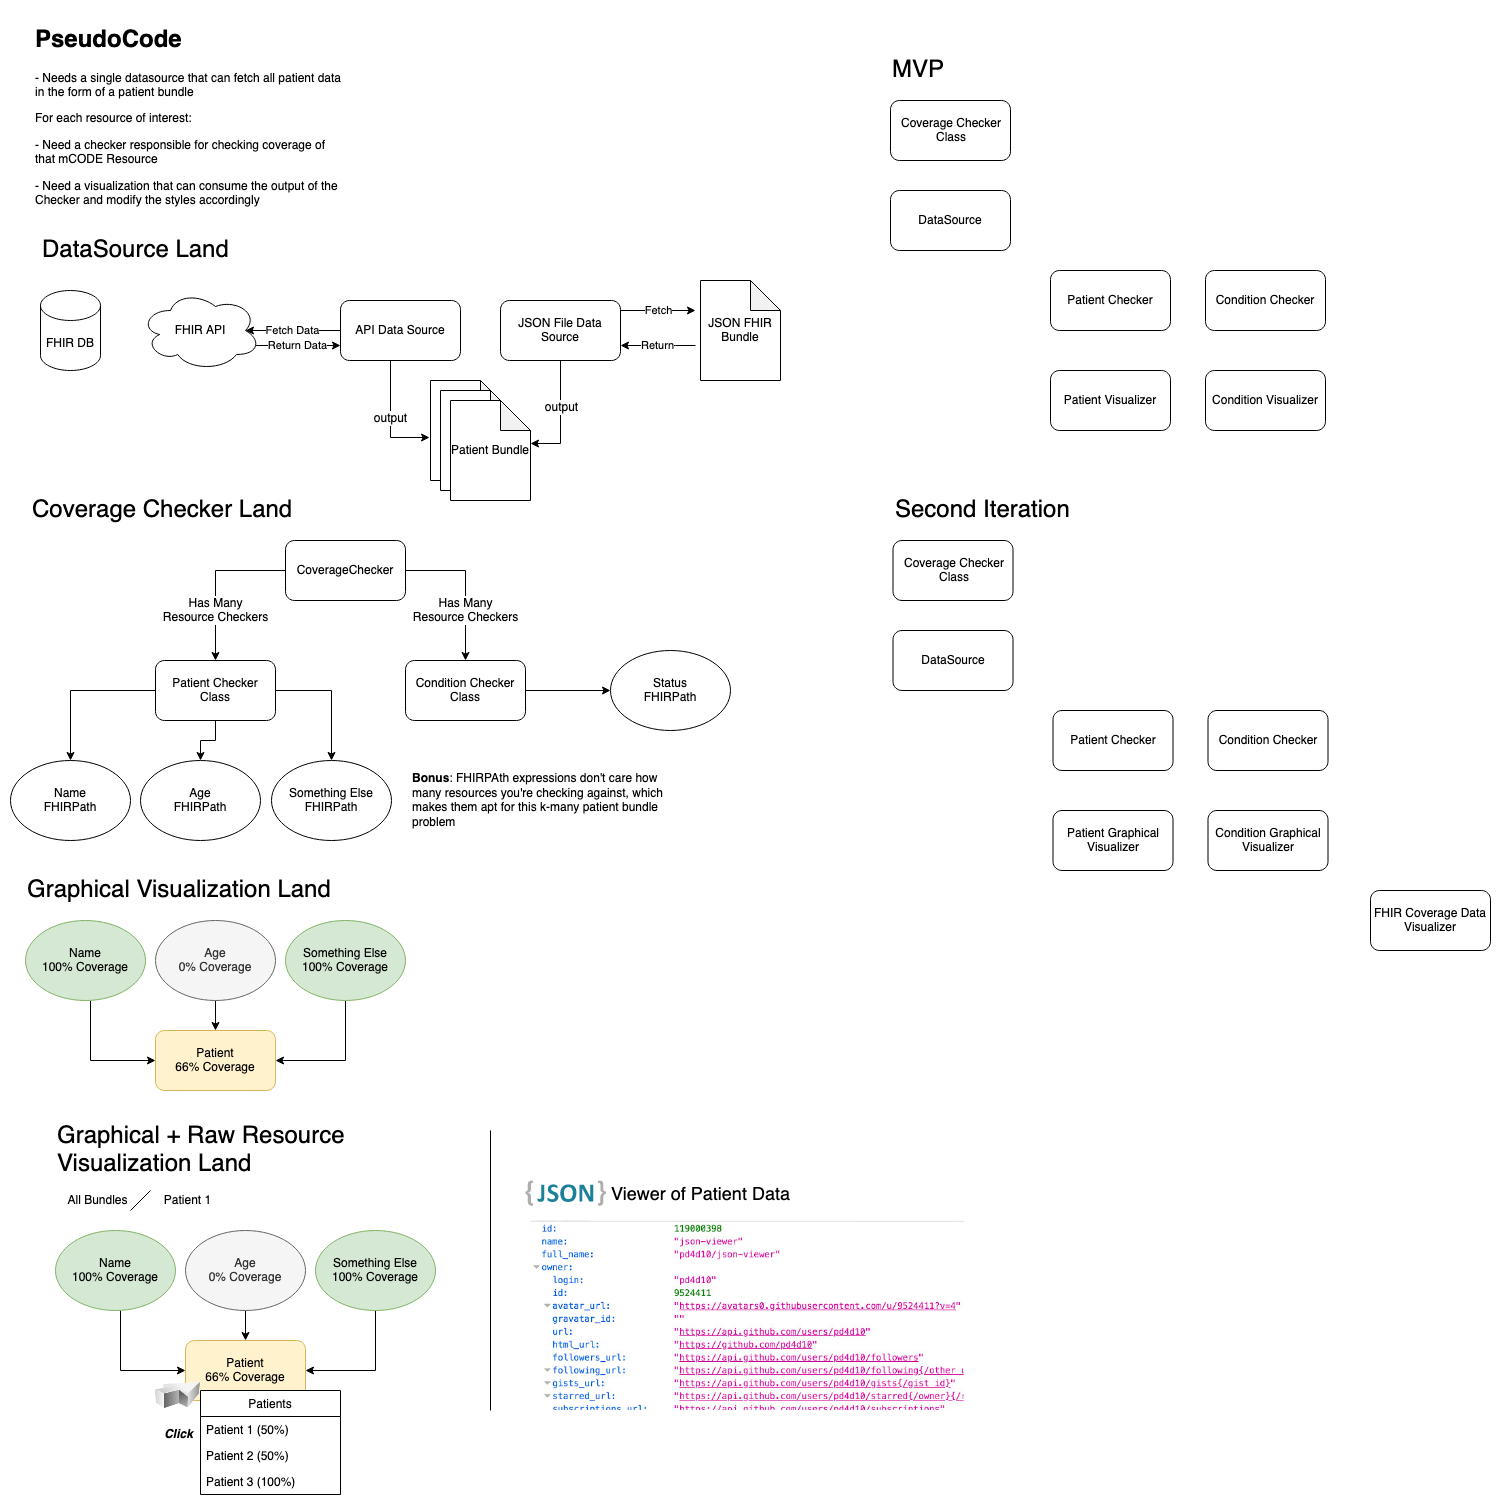 PseudoCode
- Needs a single datasource that can fetch all patient data
in the form of a patient bundle
For each resource of interest:
- Need a checker responsible for checking coverage of
that mCODE Resource
- Need a visualization that can consume the output of the
Checker and modify the styles accordingly
DataSource Land
FHIR DB
FHIR API
Fetch Data
Return Data
API Data Source
JSON File Data
Source
Fetch
Return
JSON FHIR
Bundle
output
output
Patient Bundle
Coverage Checker Land
CoverageChecker
Has Many
Resource Checkers
Has Many
Resource Checkers
Patient Checker
Class
Condition Checker
Class
Status
FHIRPath
Name
FHIRPath
Age
FHIRPath
Something Else
FHIRPath
Bonus: FHIRPAth expressions don't care how
many resources you're checking against, which
makes them apt for this k-many patient bundle
problem
Graphical Visualization Land
Name
100% Coverage
Age
0% Coverage
Something Else
100% Coverage
Patient
66% Coverage
Graphical + Raw Resource
Visualization Land
All Bundles
Patient 1
Name
100% Coverage
Age
0% Coverage
Something Else
100% Coverage
Patient
66% Coverage
Click
Patients
Patient 1 (50%)
Patient 2 (50%)
Patient 3 (100%)
{JSON} Viewer of Patient Data
id: 119000398
name: "json-viewer"
full_name: "pd4d10/json-viewer"
owner:
login: "pd4d10"
id: 9524411
avatar_url: "https://avatars0.githubusercontent.com/u/9524411?v=4"
gravatar_id: ""
url: "https://api.github.com/users/pd4d10"
html_url: "https://github.com/pd4d10"
followers_url: "https://api.github.com/users/pd4d10/followers"
following_url: "https://api.github.com/users/pd4d10/following{/other_u
gists_url: "https://api.github.com/users/pd4d10/gists{/gist_id}"
starred_url: "https://api.github.com/users/pd4d10/starred{/owner}{/
subscriptions_url: "https://api.github.com/users/pd4d10/subscriptions"
MVP
Coverage Checker
Class
DataSource
Patient Checker
Condition Checker
Patient Visualizer
Condition Visualizer
Second Iteration
Coverage Checker
Class
DataSource
Patient Checker
Condition Checker
Patient Graphical
Visualizer
Condition Graphical
Visualizer
FHIR Coverage Data
Visualizer